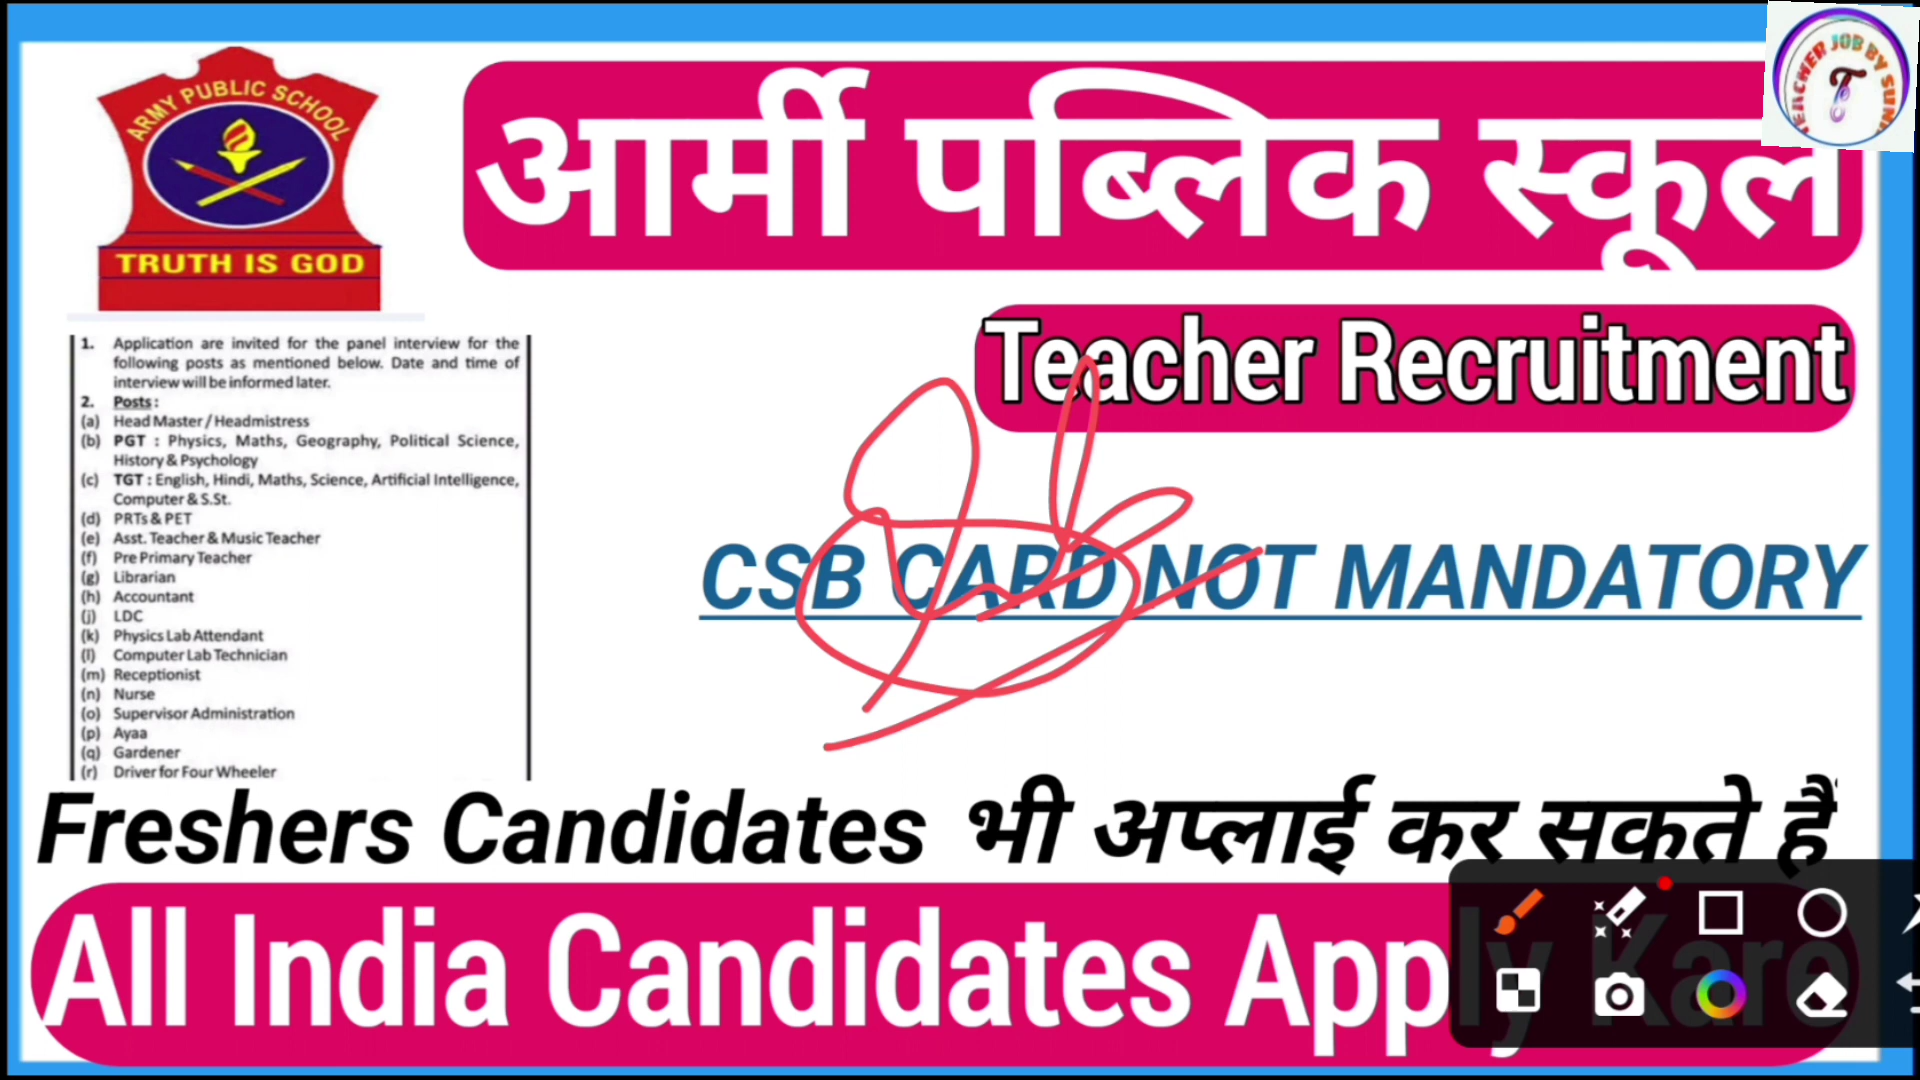 ARMY PUBLIC SCHOOL
TRUTH IS GOD
आर्मी पब्लिक स्कूल
TEACHER JOB BY
Teacher Recruitment
1. Application are invited for the panel interview for the
following posts as mentioned below. Date and time of
interview will be informed later.
2. Posts :
(a) Head Master / Headmistress
(b) PGT : Physics, Maths, Geography, Political Science,
History & Psychology
(c) TGT : English, Hindi, Maths, Science, Artificial Intelligence,
Computer & S.St.
(d) PRTs & PET
(e) Asst. Teacher & Music Teacher
(f) Pre Primary Teacher
(g) Librarian
(h) Accountant
(j) LDC
(k) Physics Lab Attendant
(l) Computer Lab Technician
(m) Receptionist
(n) Nurse
(o) Supervisor Administration
(p) Ayaa
(q) Gardener
(r) Driver for Four Wheeler
CSB CARD NOT MANDATORY
Freshers Candidates भी अप्लाई कर सकते हैं
All India Candidates Apply Kare